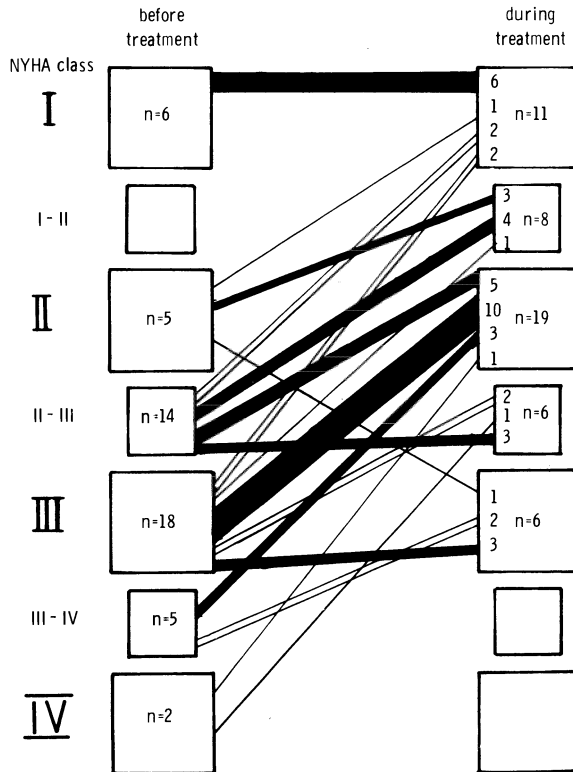 before during
treatment treatment
NYHA class
I n=6 6
1 n=11
2
2
I - II 3
4 n=8
1
II n=5 5
10 n=19
3
1
II - IIi n=14 2
1 n=6
3
III n=18 1
2 n=6
3
III - IV n=5
IV n=2